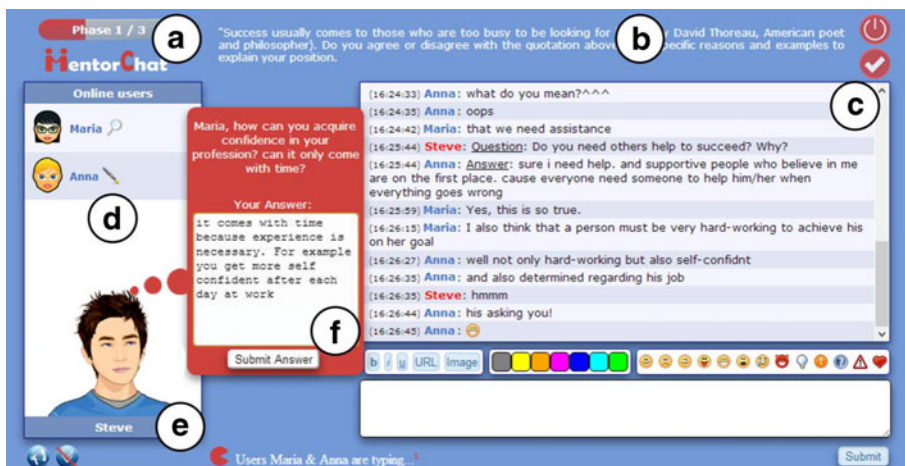 Phase 1 / 3
a
MentorChat
"Success usually comes to those who are too busy to be looking for
b
David Thoreau, American poet
and philosopher). Do you agree or disagree with the quotation above
specific reasons and examples to
explain your position.
c
Online users
Maria
Anna
d
Steve
e
Maria, how can you acquire
confidence in your
profession? can it only come
with time?
Your Answer:
it comes with time
because experience is
necessary. For example
you get more self
confident after each
day at work
f
Submit Answer
(16:24:33) Anna: what do you mean?^^^
(16:24:35) Anna: oops
(16:24:42) Maria: that we need assistance
(16:25:44) Steve: Question: Do you need others help to succeed? Why?
(16:25:44) Anna: Answer: sure i need help. and supportive people who believe in me
are on the first place. cause everyone need someone to help him/her when
everything goes wrong
(16:25:59) Maria: Yes, this is so true.
(16:26:15) Maria: I also think that a person must be very hard-working to achieve his
on her goal
(16:26:27) Anna: well not only hard-working but also self-confidnt
(16:26:35) Anna: and also determined regarding his job
(16:26:35) Steve: hmmm
(16:26:44) Anna: his asking you!
(16:26:45) Anna:
b i u URL Image
Users Maria & Anna are typing...
Submit